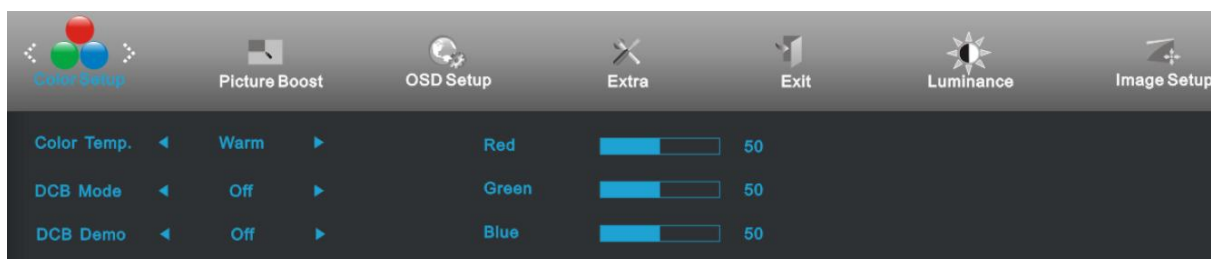 Color Setup Picture Boost OSD Setup Extra Exit Luminance Image Setup
Color Temp. Warm Red 50
DCB Mode Off Green 50
DCB Demo Off Blue 50